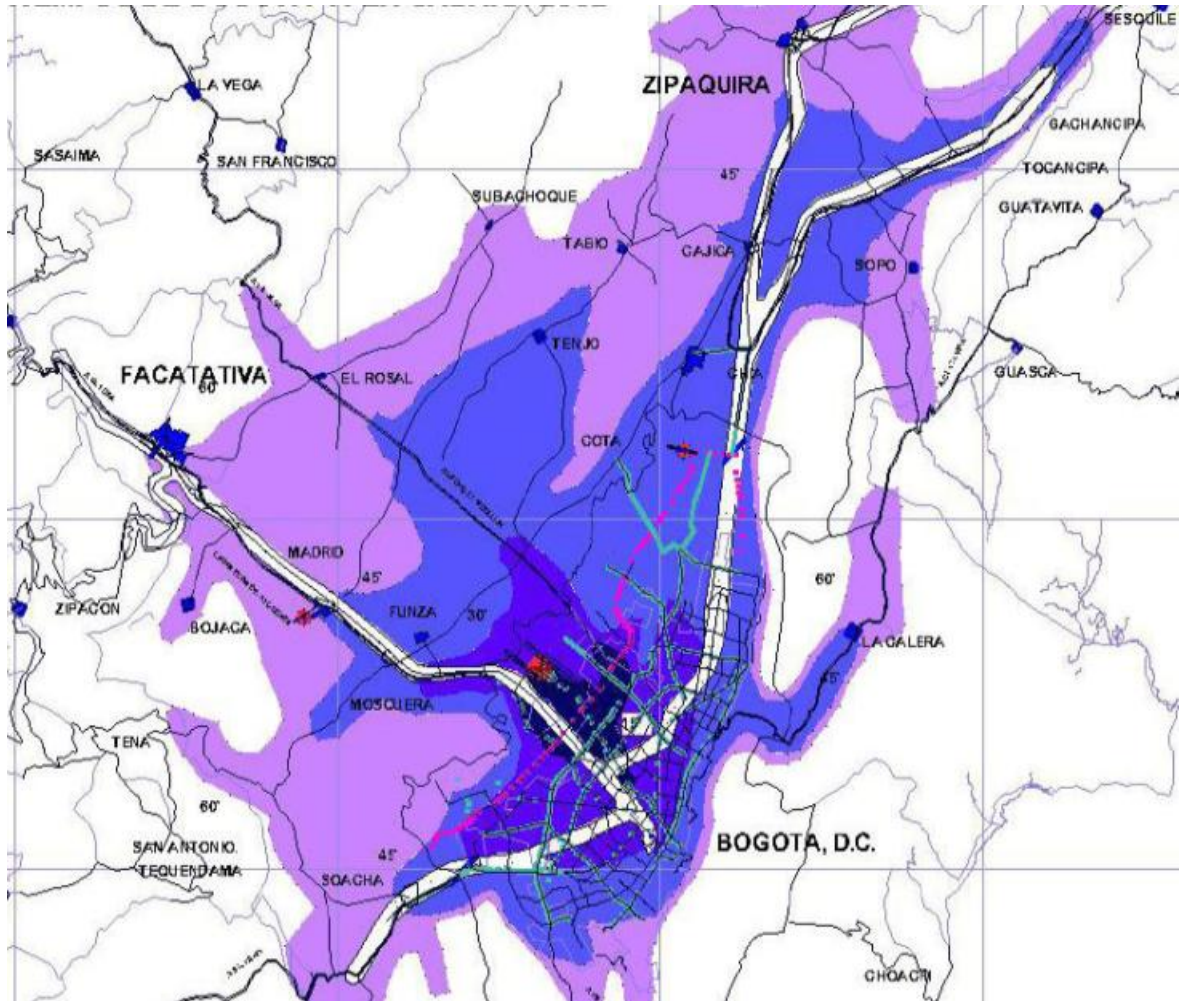 SESQUILE
LA VEGA
ZIPAQUIRA
GACHANCIPA
SASAIMA
SAN FRANCISCO
TOCANCIPA
45'
SUBACHOQUE
GUATAVITA
TABIO
CAJICA
SOPO
TENJO
FACATATIVA
60'
EL ROSAL
CHIA
GUASCA
COTA
MADRID
45'
60'
ZIPACON
BOJACA
FUNZA
30'
LA CALERA
45'
MOSQUERA
15'
TENA
60'
SAN ANTONIO.
TEQUENDAMA
45'
SOACHA
BOGOTA, D.C.
CHOACHI